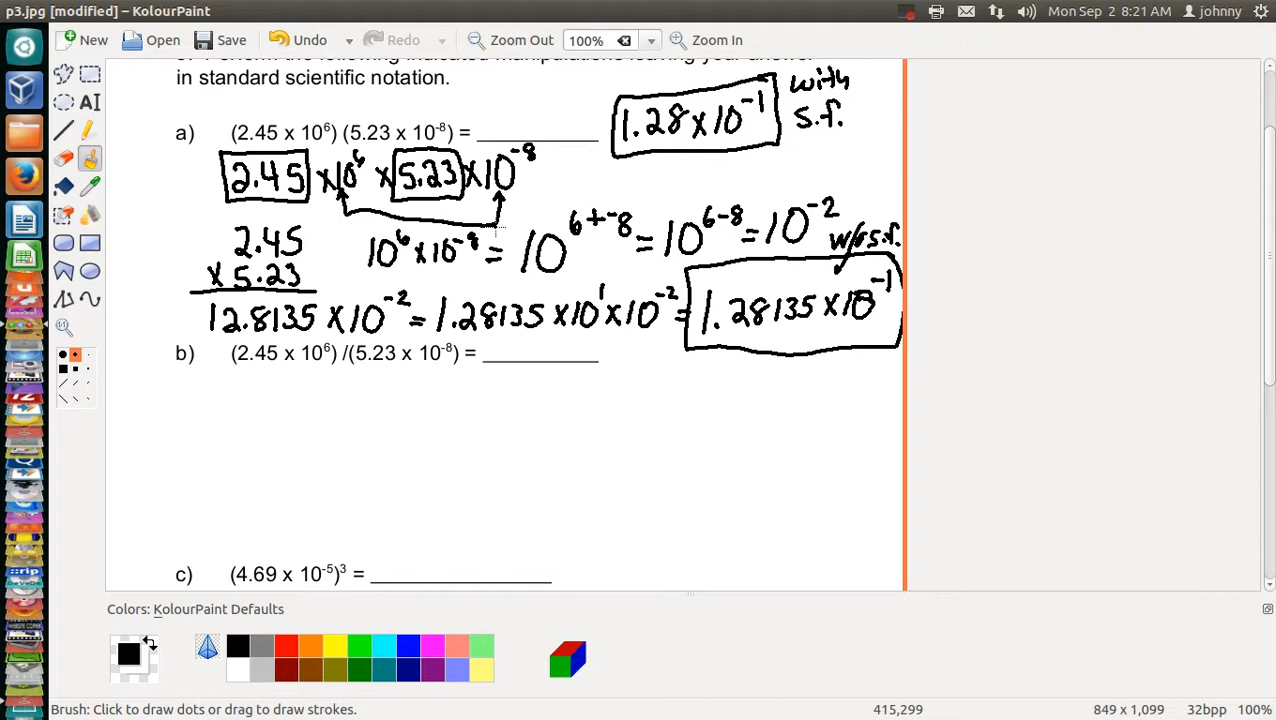 p3.jpg [modified] - KolourPaint
Mon Sep 2 8:21 AM johnny
New Open Save Undo Redo Zoom Out 100% Zoom In
in standard scientific notation.
1.28 x 10⁻¹ with s.f.
a) (2.45 x 10⁶) (5.23 x 10⁻⁸) = ___________
2.45 x 10⁶ x 5.23 x 10⁻⁸
2.45
10⁶ x 10⁻⁸ = 10⁶⁺⁻⁸ = 10⁶⁻⁸ = 10⁻²
w/o s.f.
x 5.23
12.8135 x 10⁻² = 1.28135 x 10¹ x 10⁻² = 1.28135 x 10⁻¹
b) (2.45 x 10⁶) /(5.23 x 10⁻⁸) = ___________
c) (4.69 x 10⁻⁵)³ = _________________
Colors: KolourPaint Defaults
Brush: Click to draw dots or drag to draw strokes.
415,299 849 x 1,099 32bpp 100%